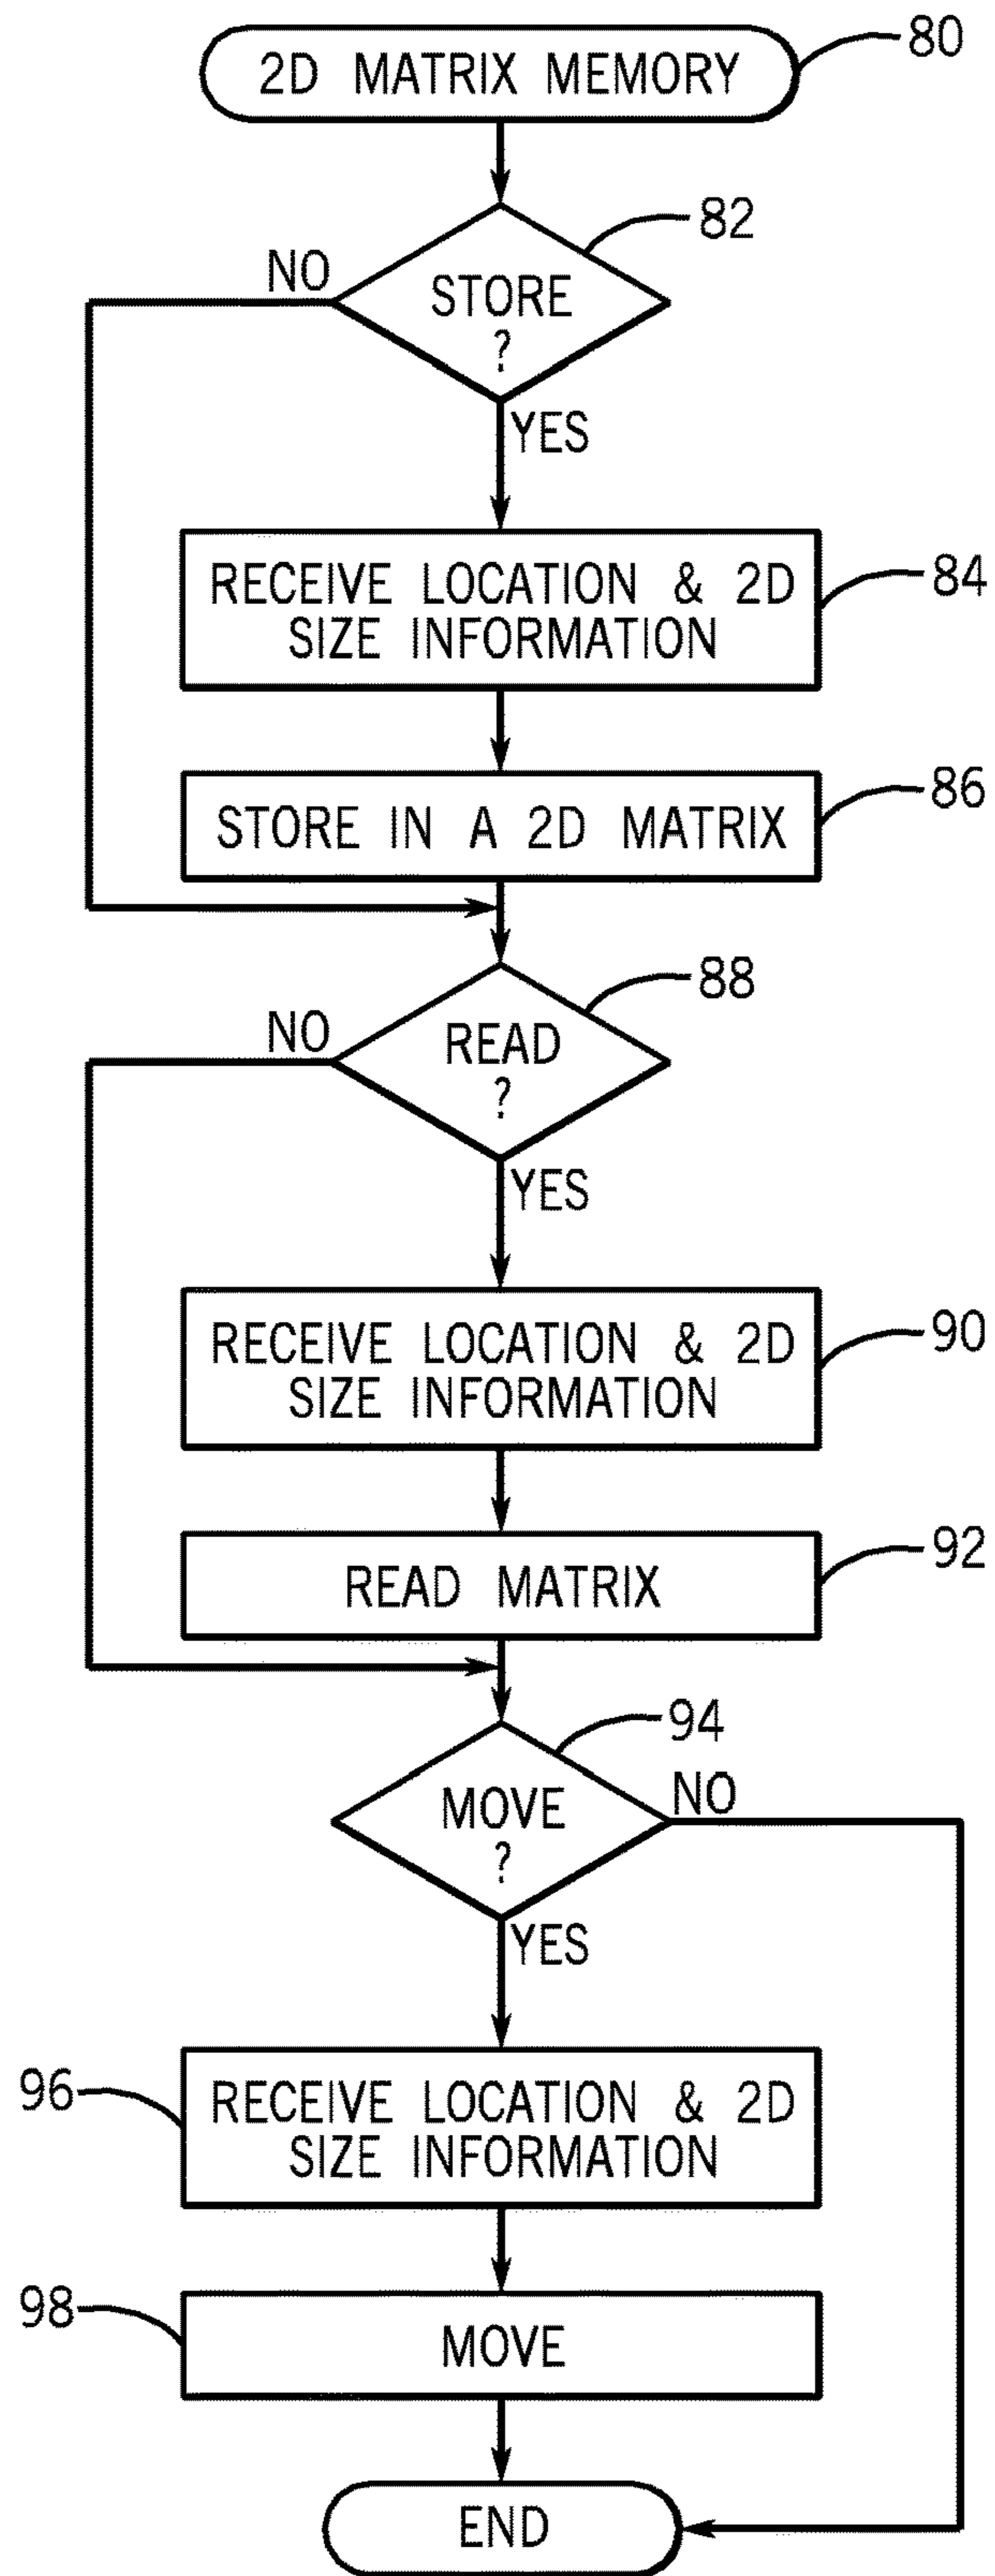 2D MATRIX MEMORY
80
82
NO
STORE
?
YES
RECEIVE LOCATION & 2D
SIZE INFORMATION
84
STORE IN A 2D MATRIX
86
88
NO
READ
?
YES
RECEIVE LOCATION & 2D
SIZE INFORMATION
90
READ MATRIX
92
94
MOVE
?
NO
YES
96
RECEIVE LOCATION & 2D
SIZE INFORMATION
98
MOVE
END